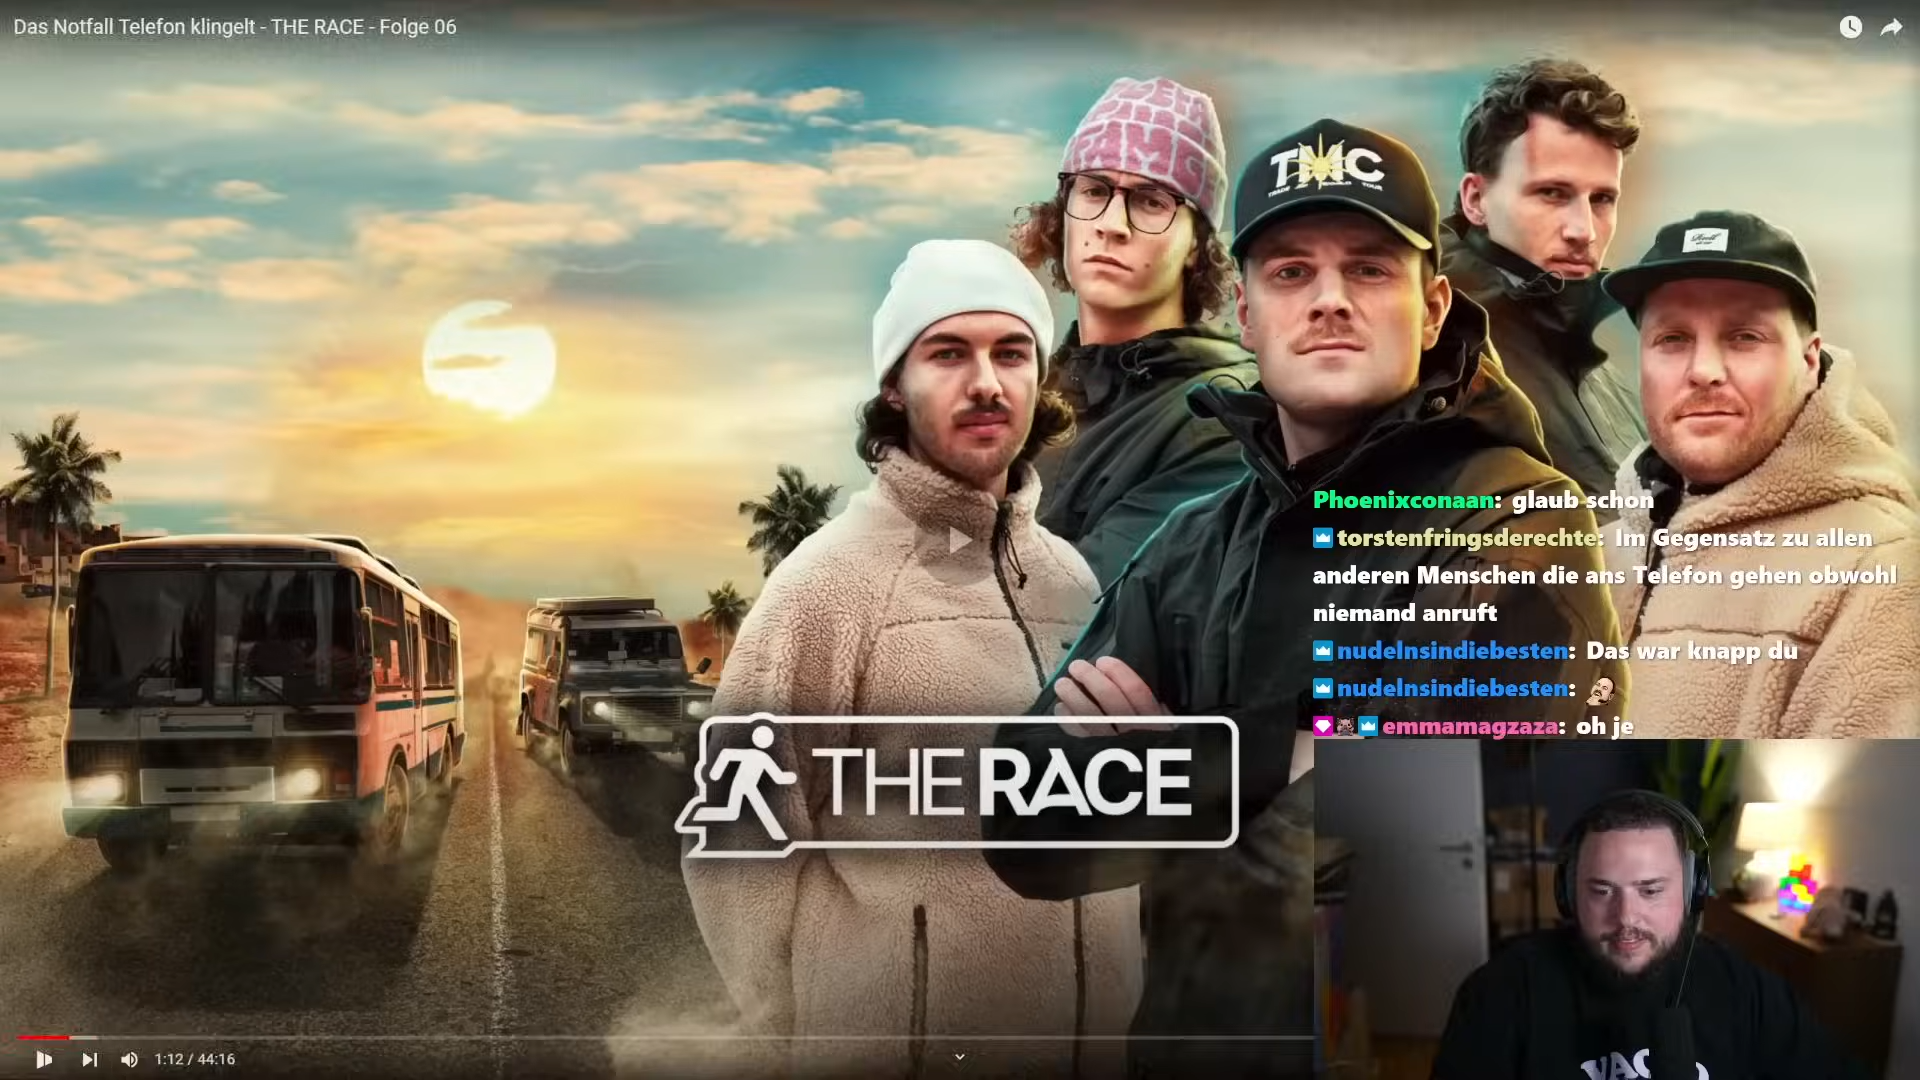 Das Notfall Telefon klingelt - THE RACE - Folge 06
TMC
THE RACE
Phoenixconaan: glaub schon
torstenfringsderechte: Im Gegensatz zu allen
anderen Menschen die ans Telefon gehen obwohl
niemand anruft
nudelnsindiebesten: Das war knapp du
nudelnsindiebesten:
emmamagzaza: oh je
1:12 / 44:16